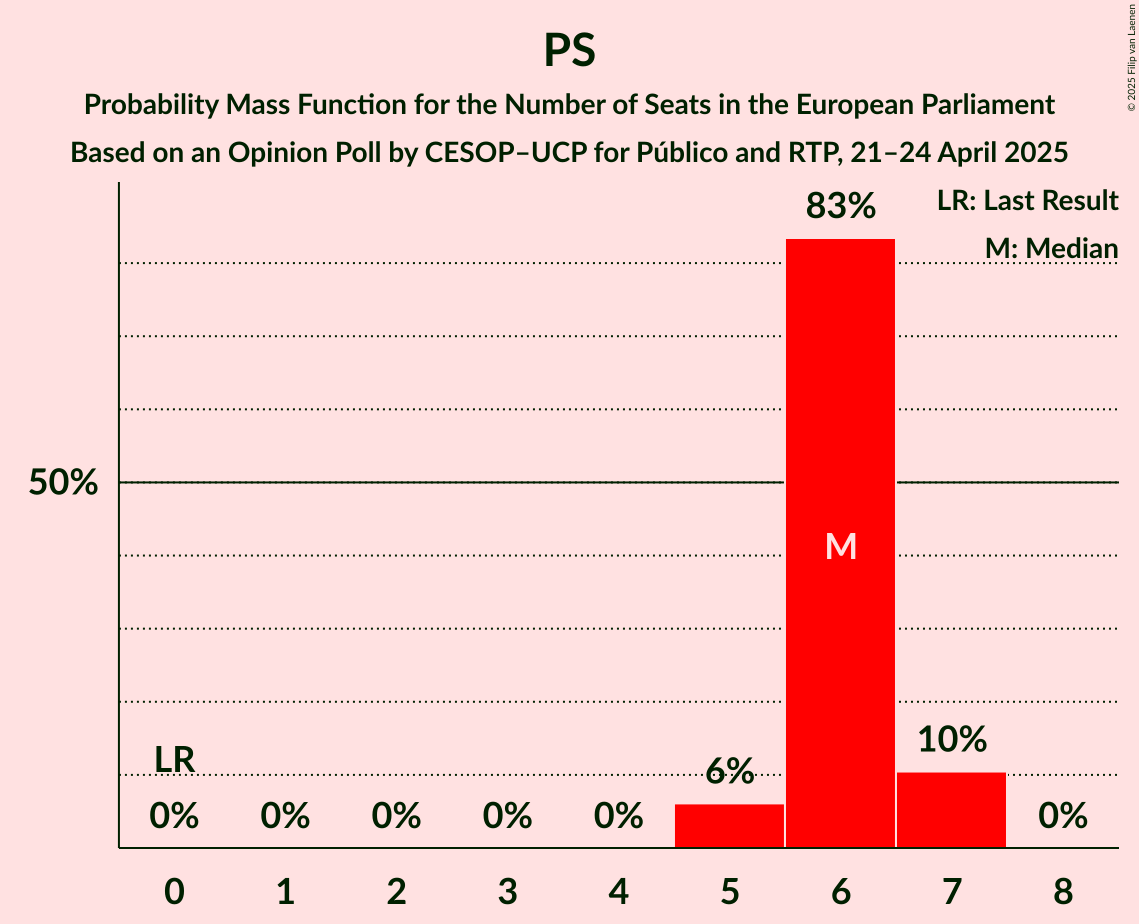 PS
Probability Mass Function for the Number of Seats in the European Parliament
Based on an Opinion Poll by CESOP–UCP for Público and RTP, 21–24 April 2025
© 2025 Filip van Laenen
LR: Last Result
M: Median
83%
50%
M
LR
6%
10%
0% 0% 0% 0% 0% 0%
0 1 2 3 4 5 6 7 8